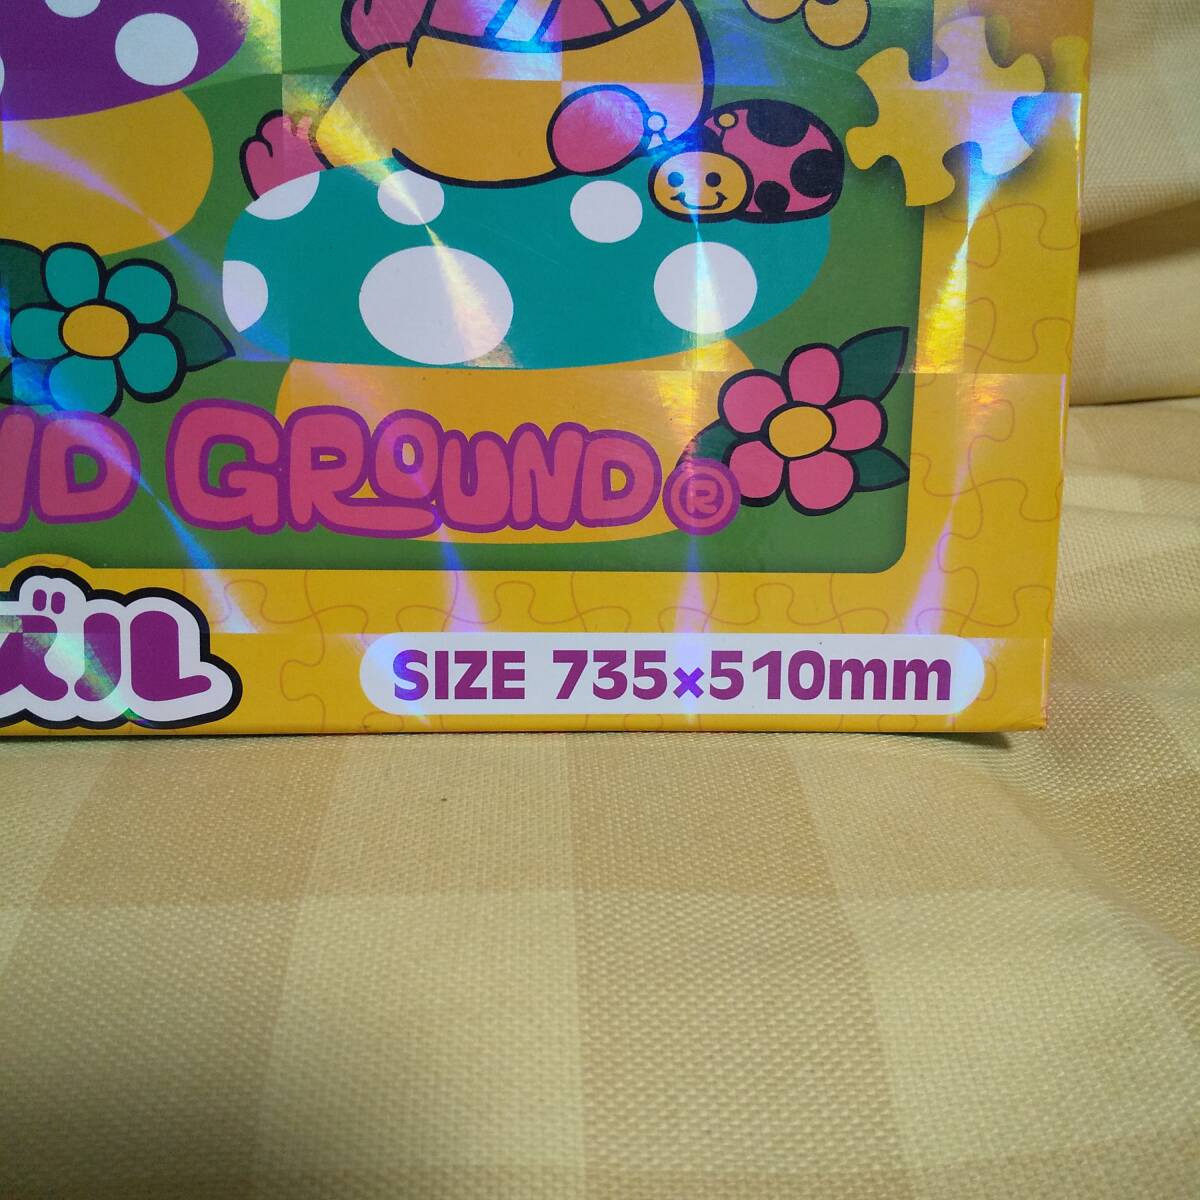 GROUND ®
ズル
SIZE 735×510mm